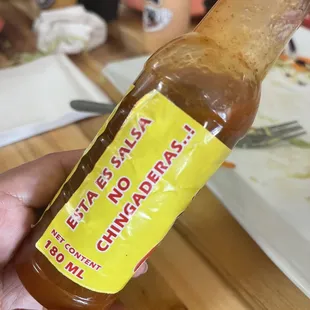 ESTA ES SALSA
NO
CHINGADERAS..!
NET CONTENT
180 ML